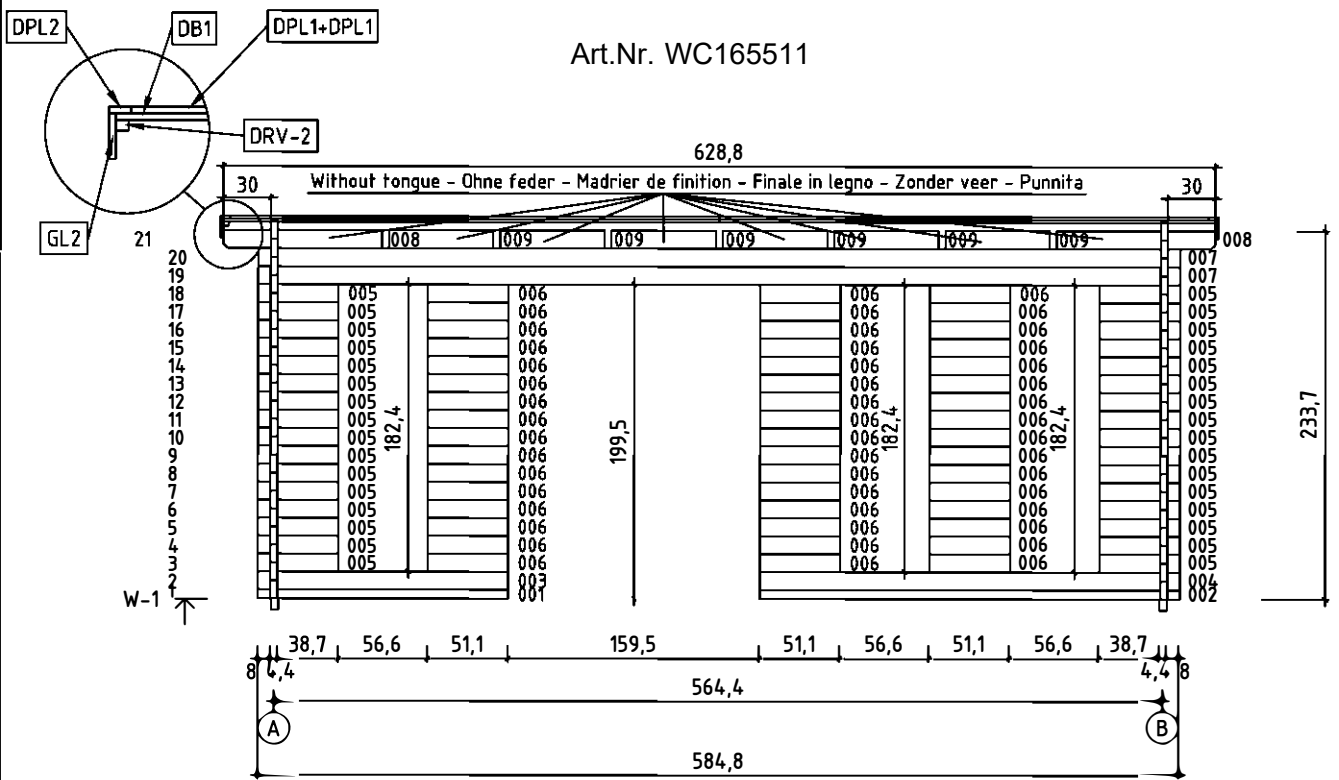 DPL2
DB1
DPL1+DPL1
Art.Nr. WC165511
DRV-2
628,8
30
Without tongue - Ohne feder - Madrier de finition - Finale in legno - Zonder veer - Punnita
30
GL2
21
008 009 009 009 009 009 009 008
20 007
19 007
18 005 006 006 006 005
17 005 006 006 006 005
16 005 006 006 006 005
15 005 006 006 006 005
14 005 006 006 006 005
13 005 006 006 006 005
12 005 006 006 006 005
11 005 006 006 006 005
10 005 006 006 006 005
9 005 006 006 006 005
8 005 006 006 006 005
7 005 006 006 006 005
6 005 006 006 006 005
5 005 006 006 006 005
4 005 006 006 006 005
3 005 006 006 006 005
2 003 004
1 001 002
182,4
199,5
182,4
182,4
233,7
W-1
38,7 56,6 51,1 159,5 51,1 56,6 51,1 56,6 38,7
8 4,4 4,4 8
564,4
A B
584,8